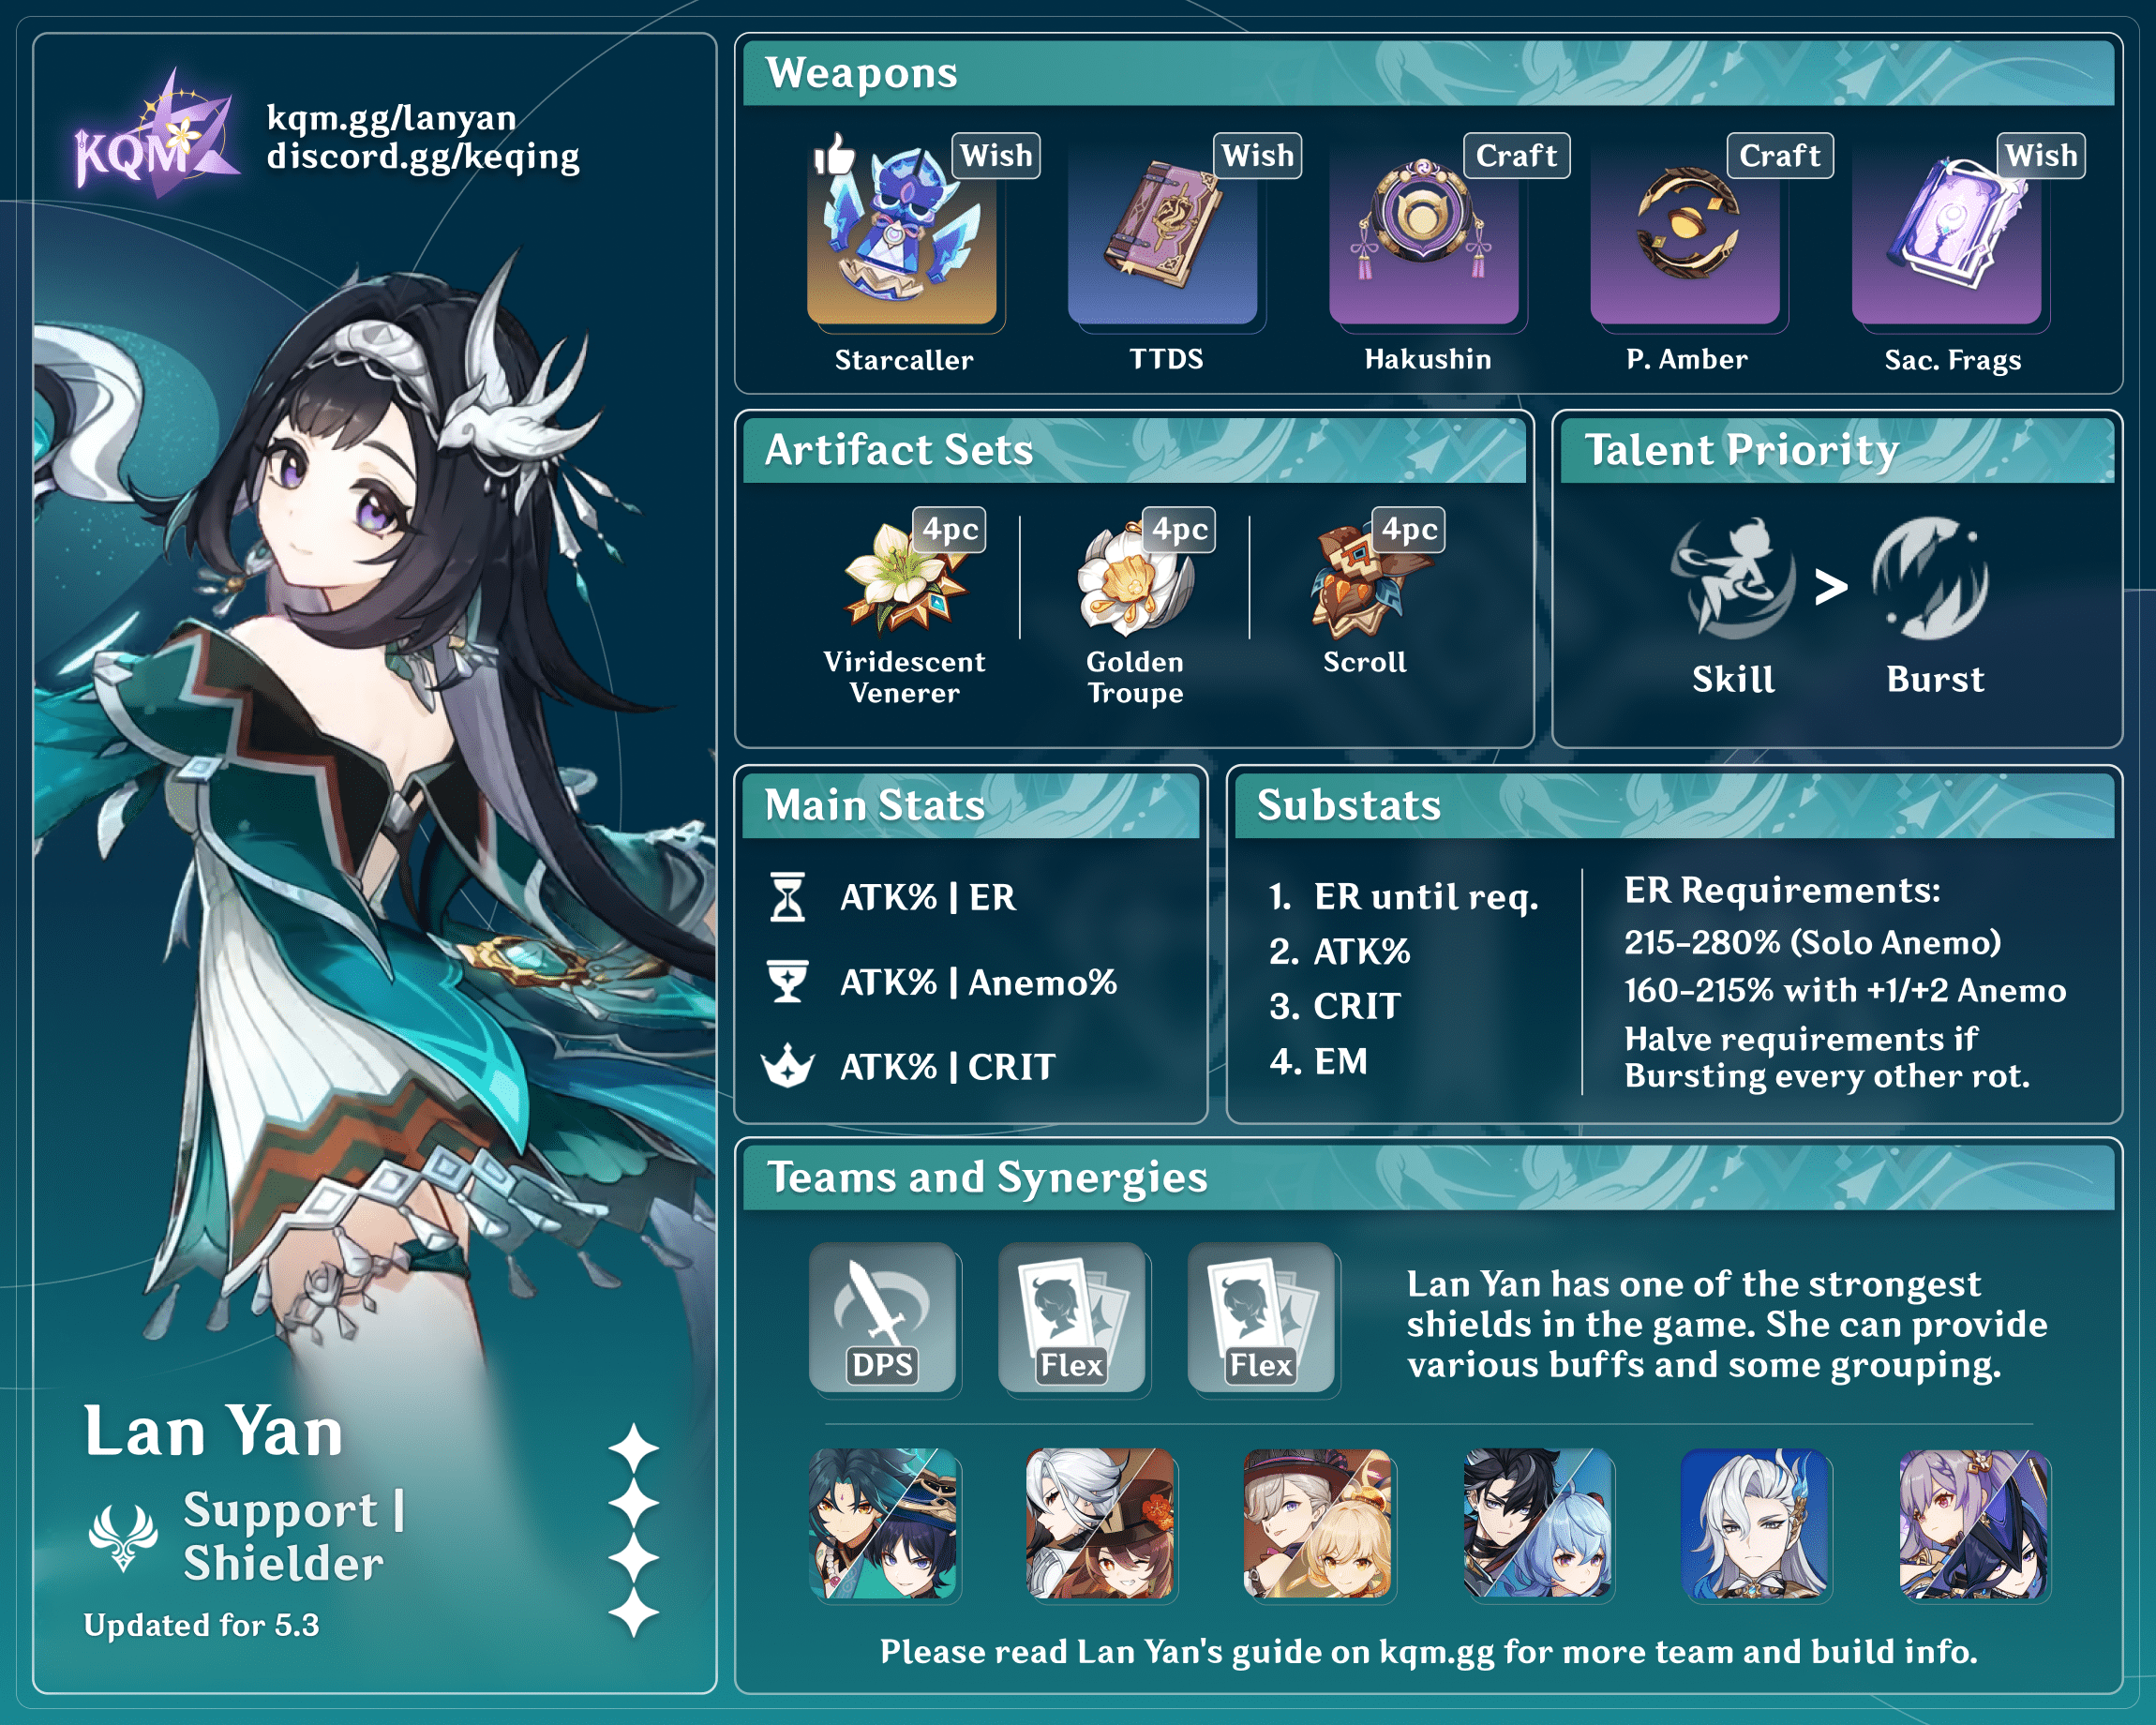 KQM
kqm.gg/lanyan
discord.gg/keqing
Lan Yan
Support |
Shielder
Updated for 5.3
Weapons
Wish
Wish
Craft
Craft
Wish
Starcaller
TTDS
Hakushin
P. Amber
Sac. Frags
Artifact Sets
4pc
4pc
4pc
Viridescent
Venerer
Golden
Troupe
Scroll
Talent Priority
>
Skill
Burst
Main Stats
ATK% | ER
ATK% | Anemo%
ATK% | CRIT
Substats
1. ER until req.
2. ATK%
3. CRIT
4. EM
ER Requirements:
215-280% (Solo Anemo)
160-215% with +1/+2 Anemo
Halve requirements if
Bursting every other rot.
Teams and Synergies
DPS
Flex
Flex
Lan Yan has one of the strongest
shields in the game. She can provide
various buffs and some grouping.
Please read Lan Yan's guide on kqm.gg for more team and build info.